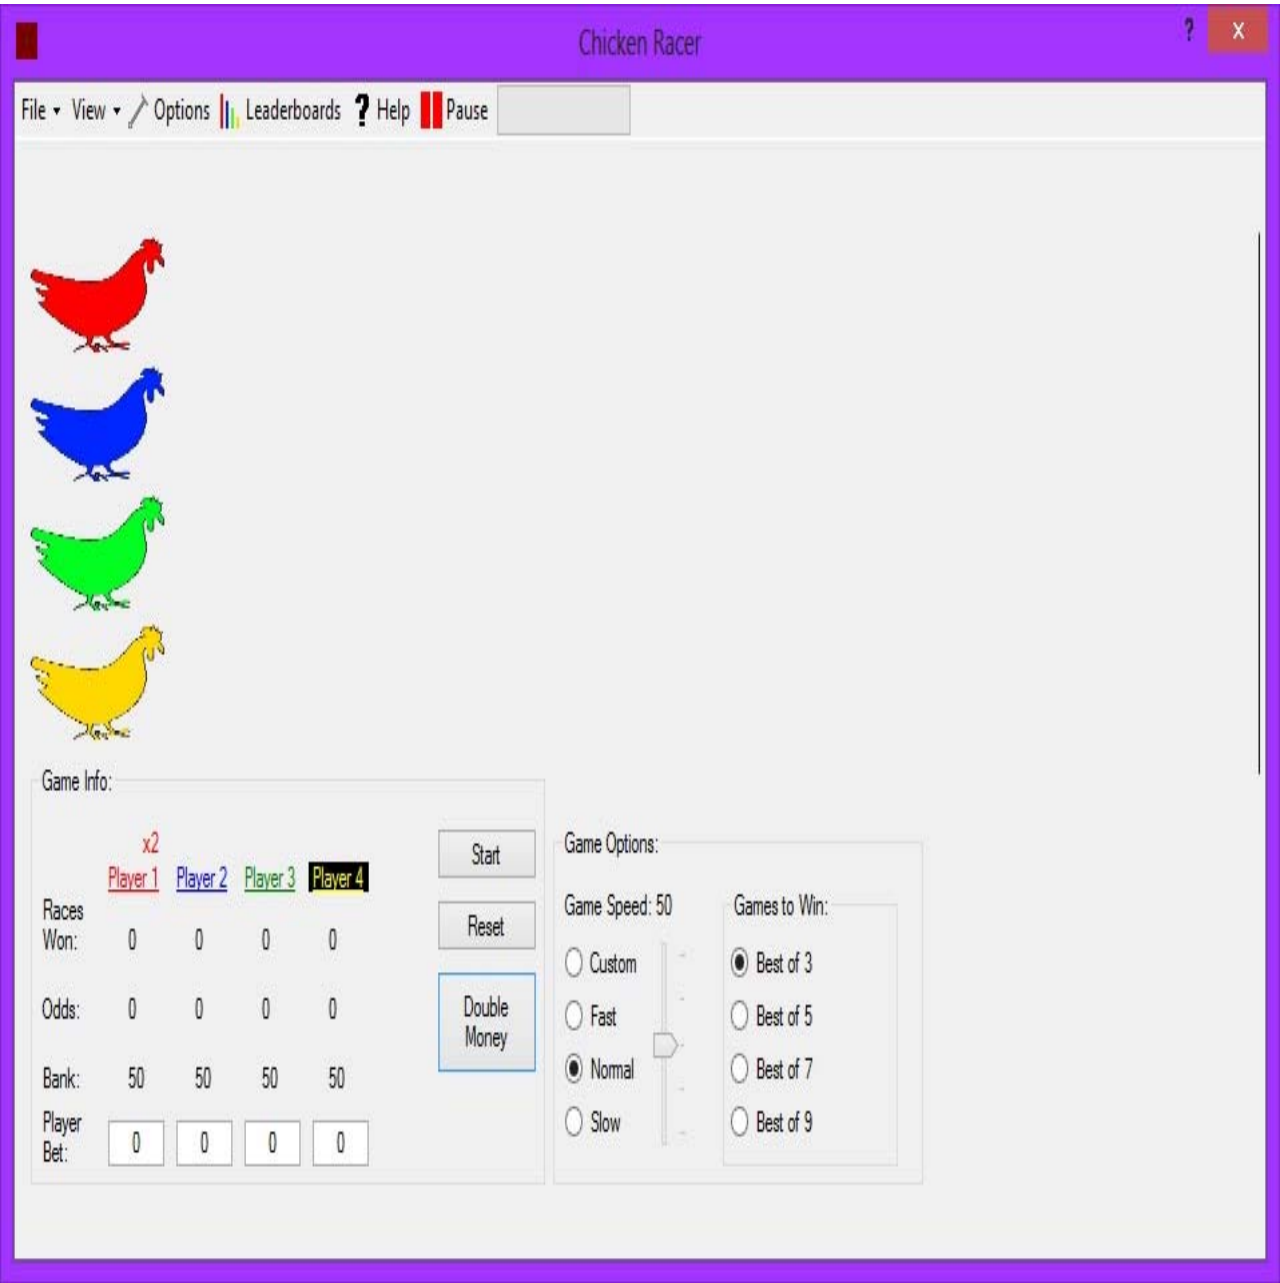 Chicken Racer
? X
File View Options Leaderboards ? Help Pause
Game Info:
x2
Player 1 Player 2 Player 3 Player 4
Races
Won: 0 0 0 0
Odds: 0 0 0 0
Bank: 50 50 50 50
Player
Bet: 0 0 0 0
Start
Reset
Double
Money
Game Options:
Game Speed: 50
Custom
Fast
Normal
Slow
Games to Win:
Best of 3
Best of 5
Best of 7
Best of 9